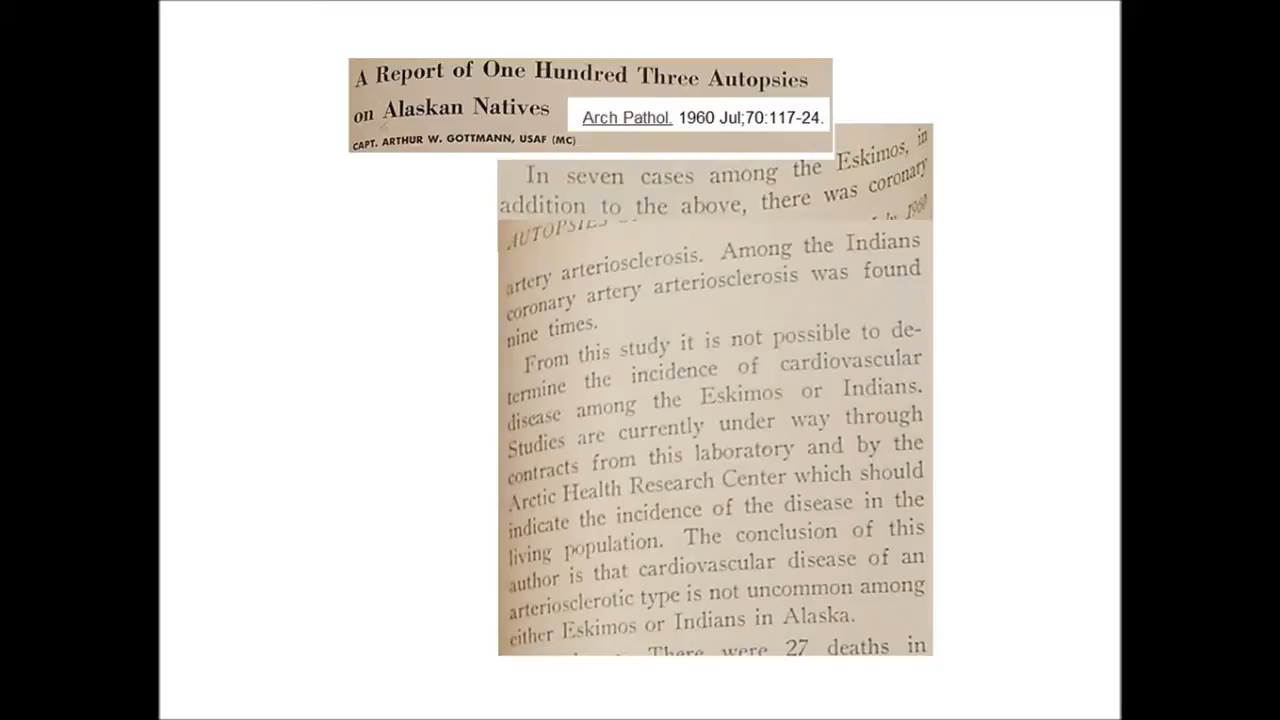 A Report of One Hundred Three Autopsies
on Alaskan Natives
Arch Pathol. 1960 Jul;70:117-24.
CAPT. ARTHUR W. GOTTMANN, USAF (MC)
In seven cases among the Eskimos, in
addition to the above, there was coronary
July, 1960
AUTOPSIES
artery arteriosclerosis. Among the Indians
coronary artery arteriosclerosis was found
nine times.
From this study it is not possible to de-
termine the incidence of cardiovascular
disease among the Eskimos or Indians.
Studies are currently under way through
contracts from this laboratory and by the
Arctic Health Research Center which should
indicate the incidence of the disease in the
living population. The conclusion of this
author is that cardiovascular disease of an
arteriosclerotic type is not uncommon among
either Eskimos or Indians in Alaska.
There were 27 deaths in